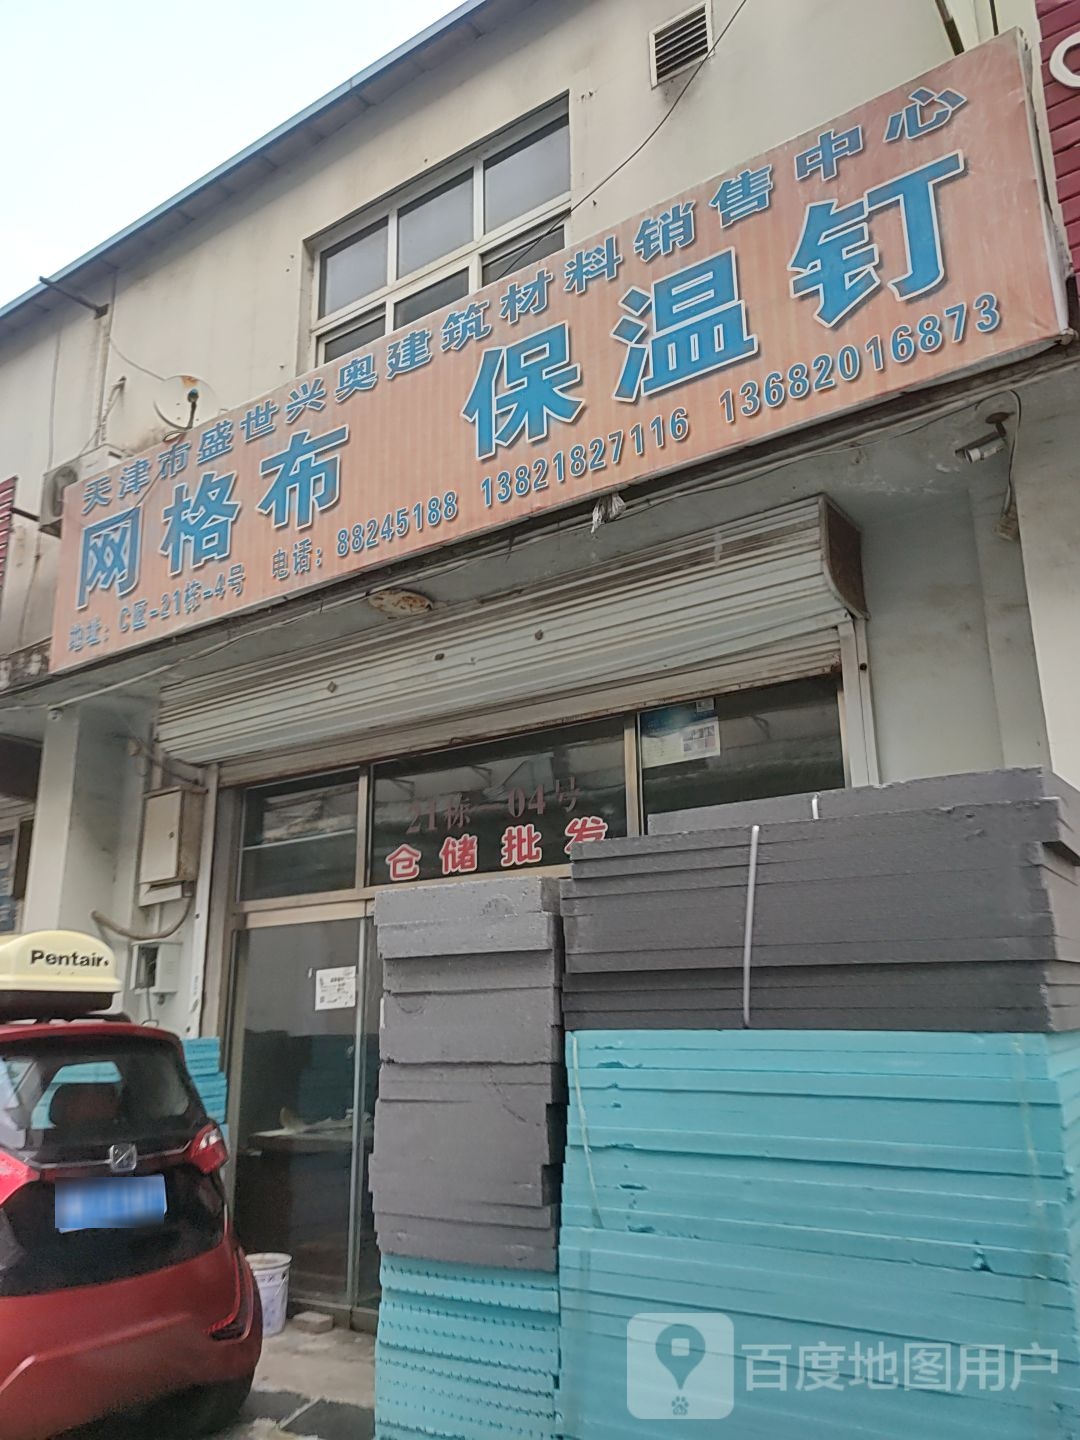 天津市盛世兴奥建筑材料销售中心
网格布 保温钉
地址：C区-21栋-4号 电话：88245188 13821827116 13682016873
21栋-04号
仓储批发
Pentair
百度地图用户